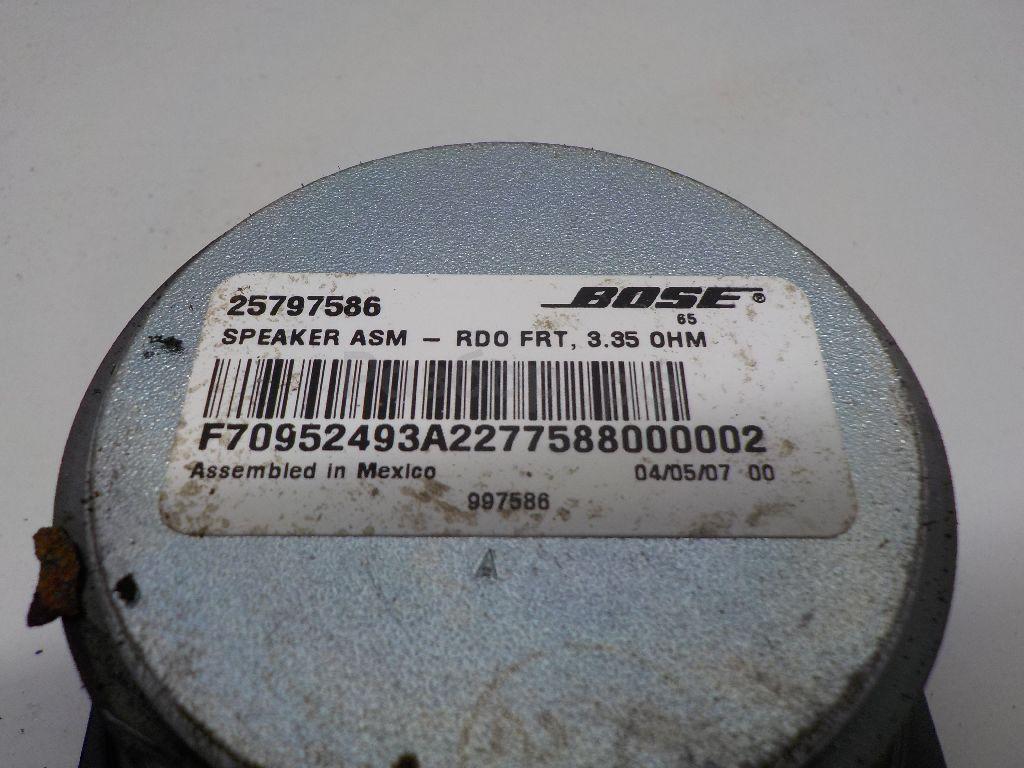 25797586 BOSE®
65
SPEAKER ASM – RDO FRT, 3.35 OHM
F70952493A2277588000002
Assembled in Mexico 04/05/07 00
997586
A